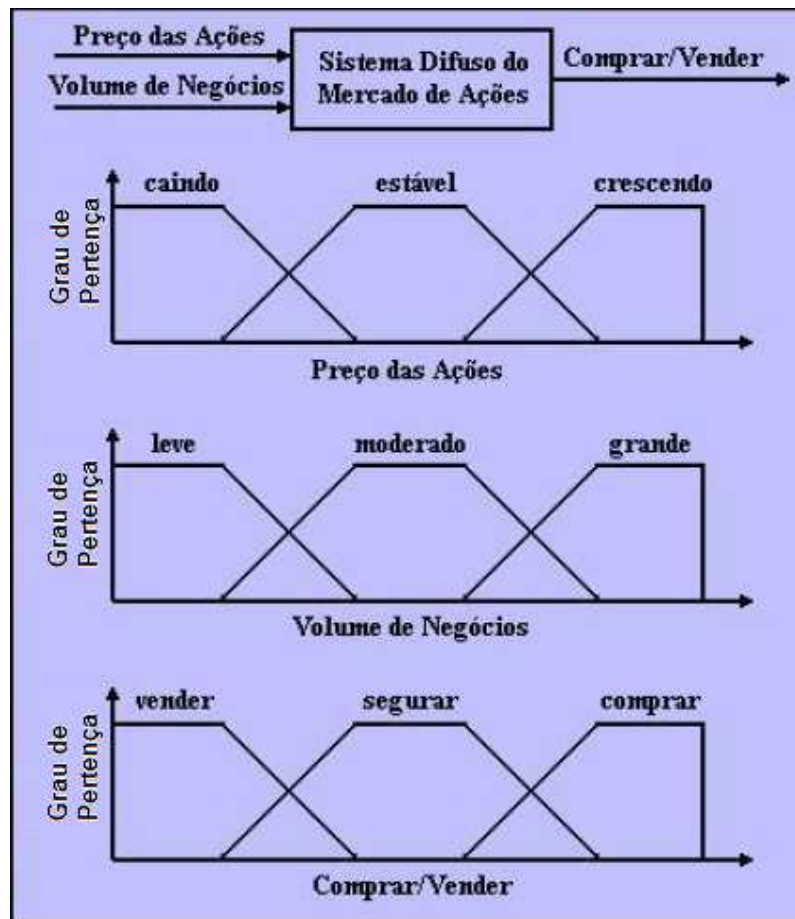 Preço das Ações
Volume de Negócios
Sistema Difuso do
Mercado de Ações
Comprar/Vender
caindo
estável
crescendo
Grau de
Pertença
Preço das Ações
leve
moderado
grande
Grau de
Pertença
Volume de Negócios
vender
segurar
comprar
Grau de
Pertença
Comprar/Vender